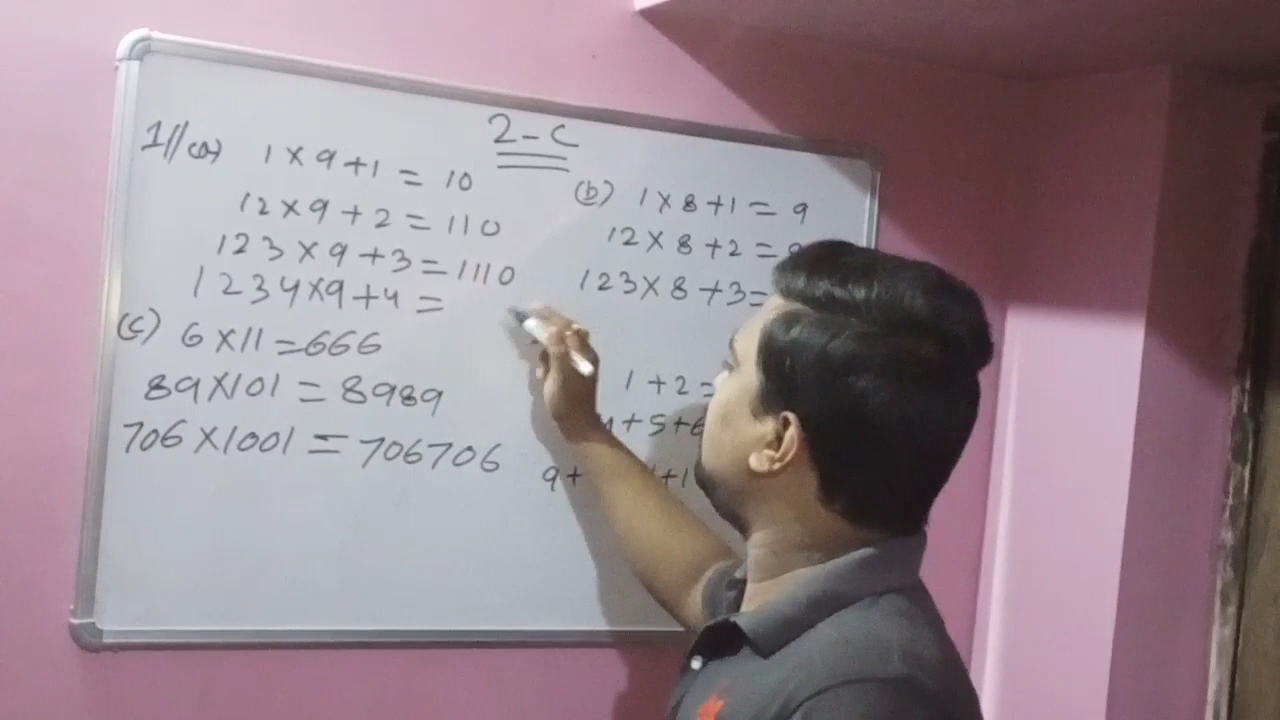 2-C
1// (a) 1 × 9 + 1 = 10
12 × 9 + 2 = 110
123 × 9 + 3 = 1110
1234 × 9 + 4 =
(b) 1 × 8 + 1 = 9
12 × 8 + 2 = 9
123 × 8 + 3 =
(c) 6 × 11 = 666
89 × 101 = 8989
706 × 1001 = 706706
1 + 2 =
4 + 5 + 6
9 +
+ 1